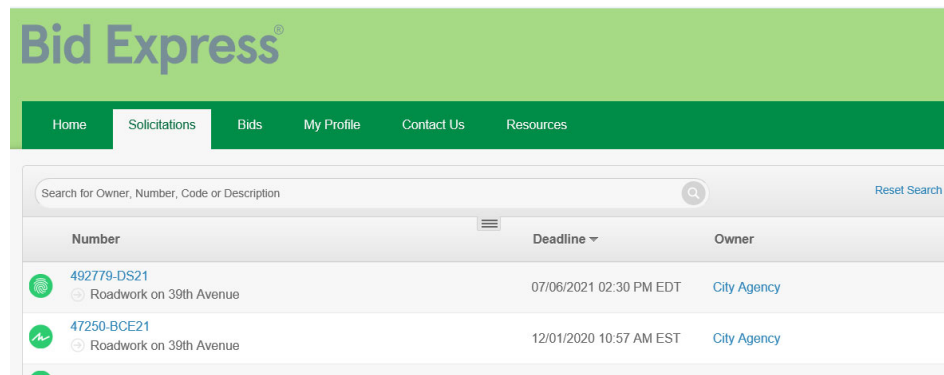 Bid Express®
Home Solicitations Bids My Profile Contact Us Resources
Search for Owner, Number, Code or Description Reset Search
Number Deadline Owner
492779-DS21
Roadwork on 39th Avenue 07/06/2021 02:30 PM EDT City Agency
47250-BCE21
Roadwork on 39th Avenue 12/01/2020 10:57 AM EST City Agency